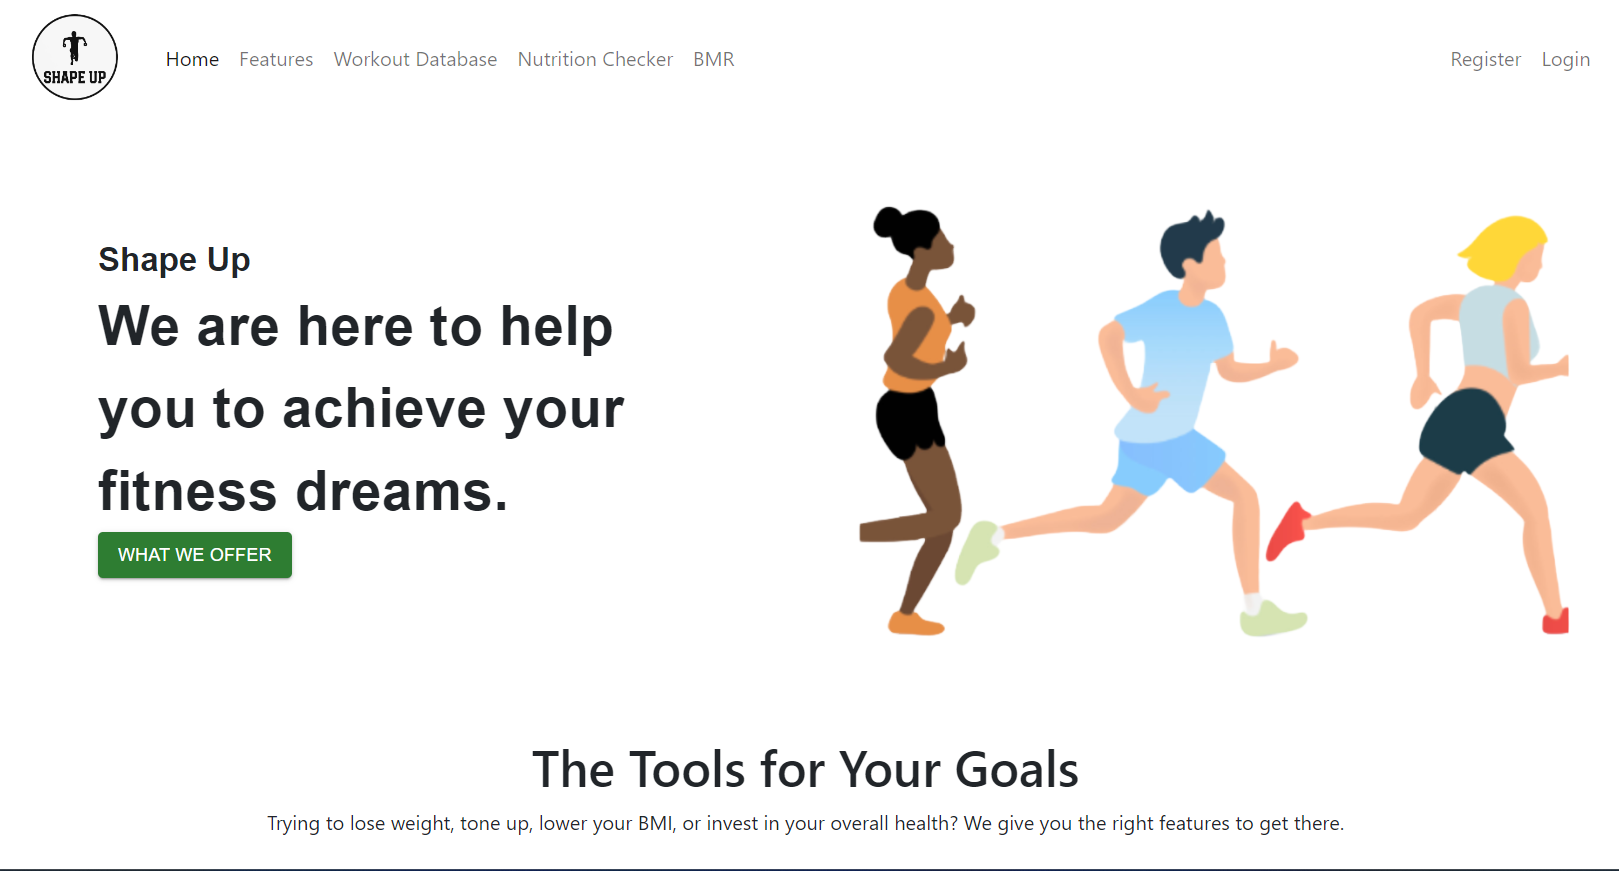 SHAPE UP
Home Features Workout Database Nutrition Checker BMR Register Login
Shape Up
We are here to help
you to achieve your
fitness dreams.
WHAT WE OFFER
The Tools for Your Goals
Trying to lose weight, tone up, lower your BMI, or invest in your overall health? We give you the right features to get there.